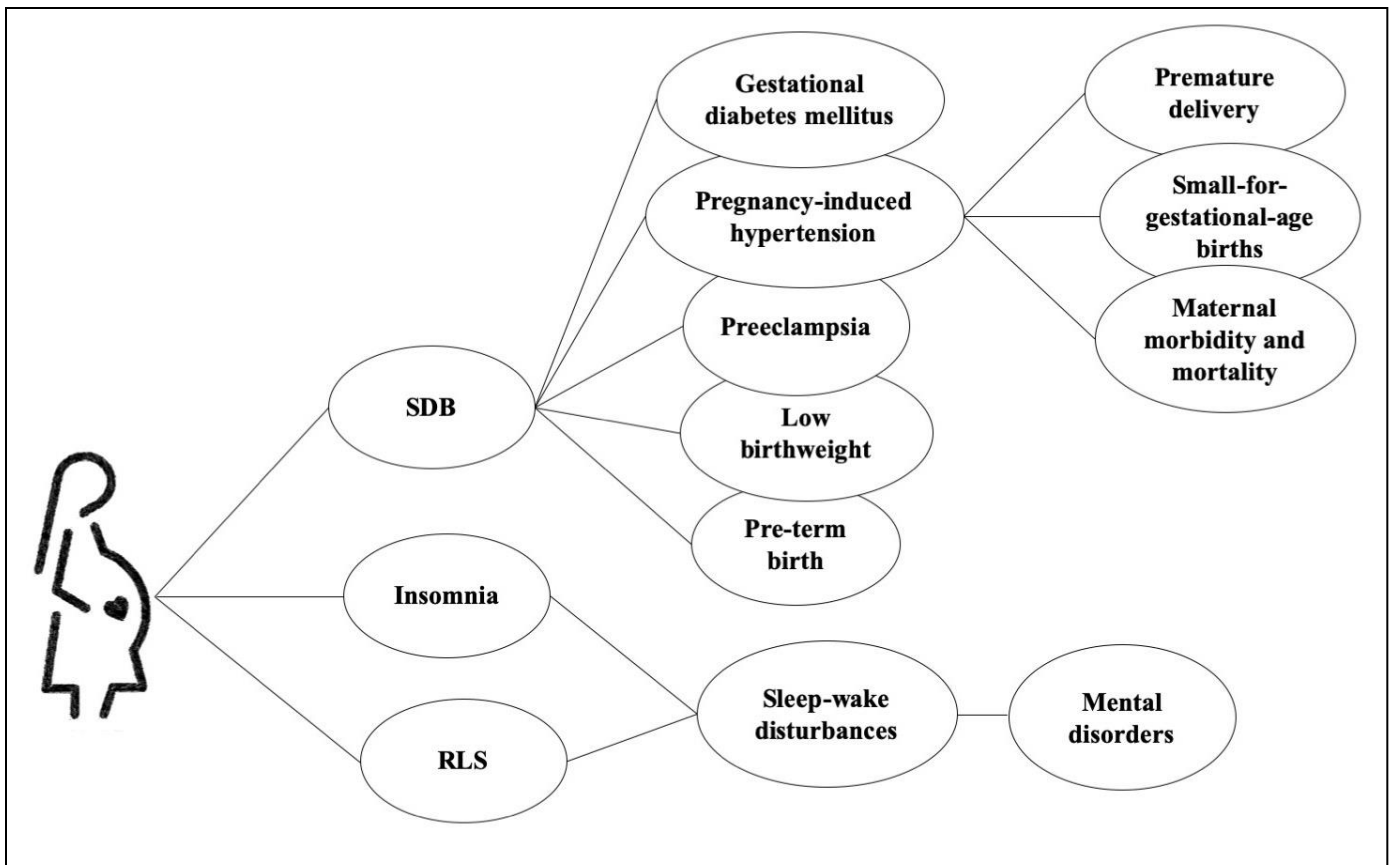 Gestational
diabetes mellitus
Pregnancy-induced
hypertension
Preeclampsia
Low
birthweight
Pre-term
birth
Premature
delivery
Small-for-
gestational-age
births
Maternal
morbidity and
mortality
SDB
Insomnia
RLS
Sleep-wake
disturbances
Mental
disorders